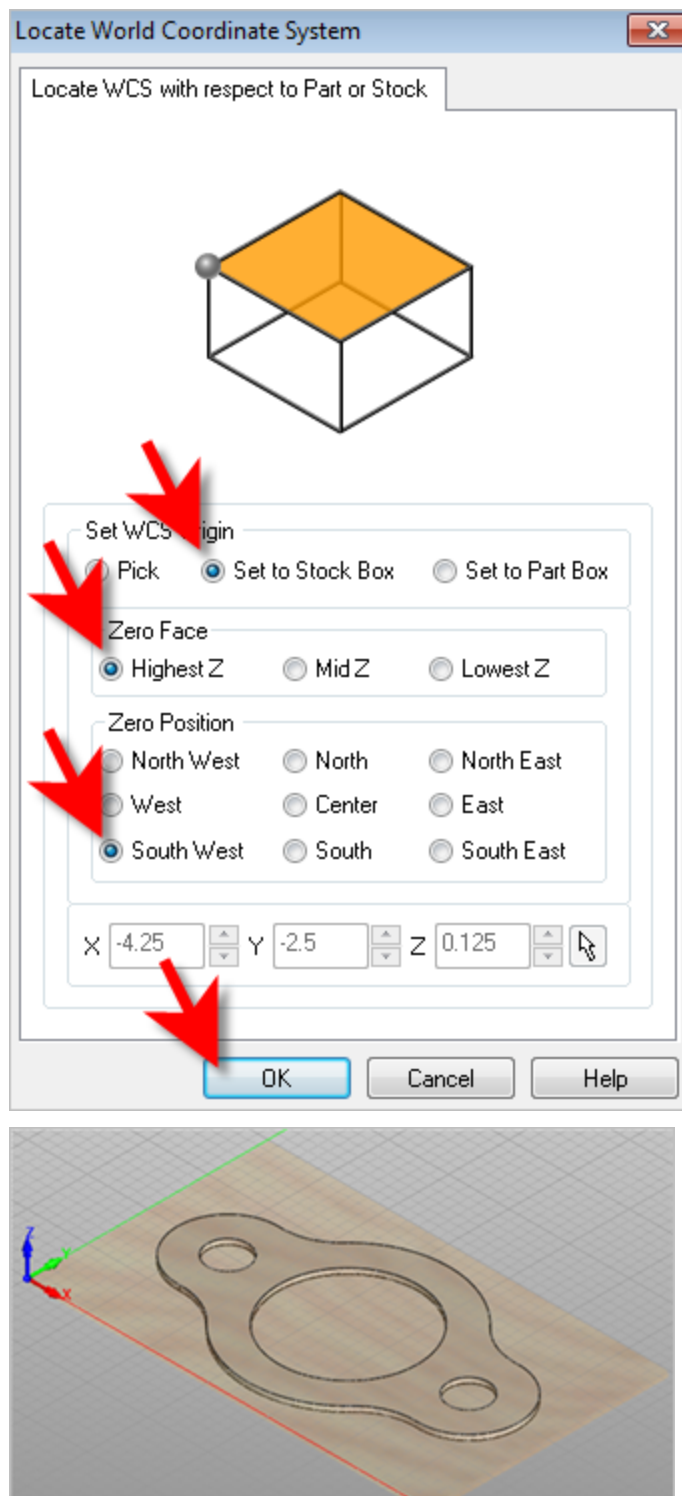 Locate World Coordinate System
Locate WCS with respect to Part or Stock
Set WCS Origin
Pick Set to Stock Box Set to Part Box
Zero Face
Highest Z Mid Z Lowest Z
Zero Position
North West North North East
West Center East
South West South South East
X -4.25 Y -2.5 Z 0.125
OK Cancel Help
Z
Y
X